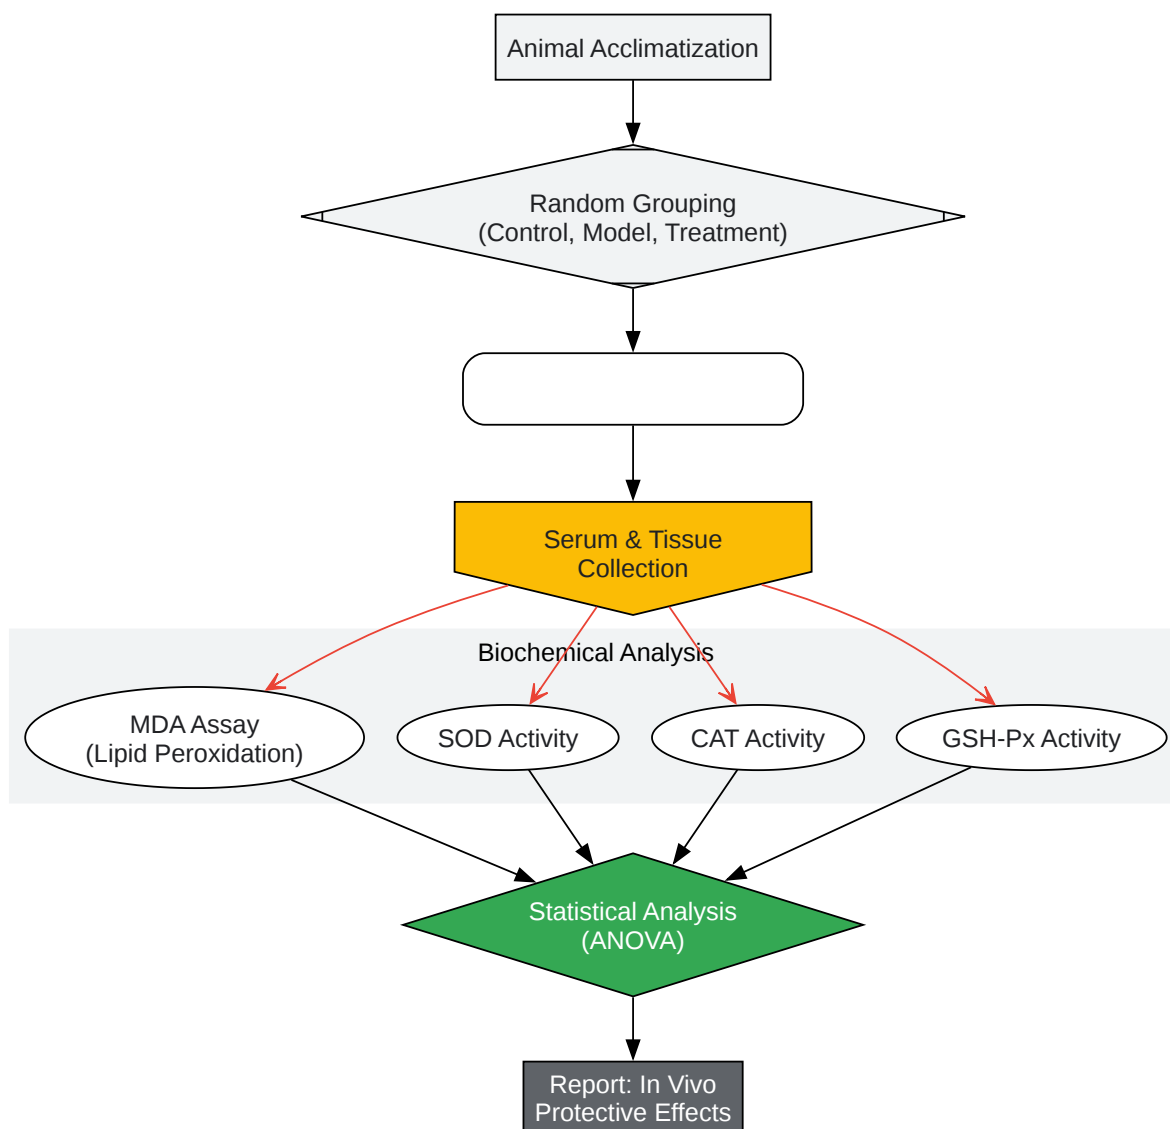 Animal Acclimatization
Random Grouping
(Control, Model, Treatment)
Serum & Tissue
Collection
Biochemical Analysis
MDA Assay
(Lipid Peroxidation)
SOD Activity
CAT Activity
GSH-Px Activity
Statistical Analysis
(ANOVA)
Report: In Vivo
Protective Effects